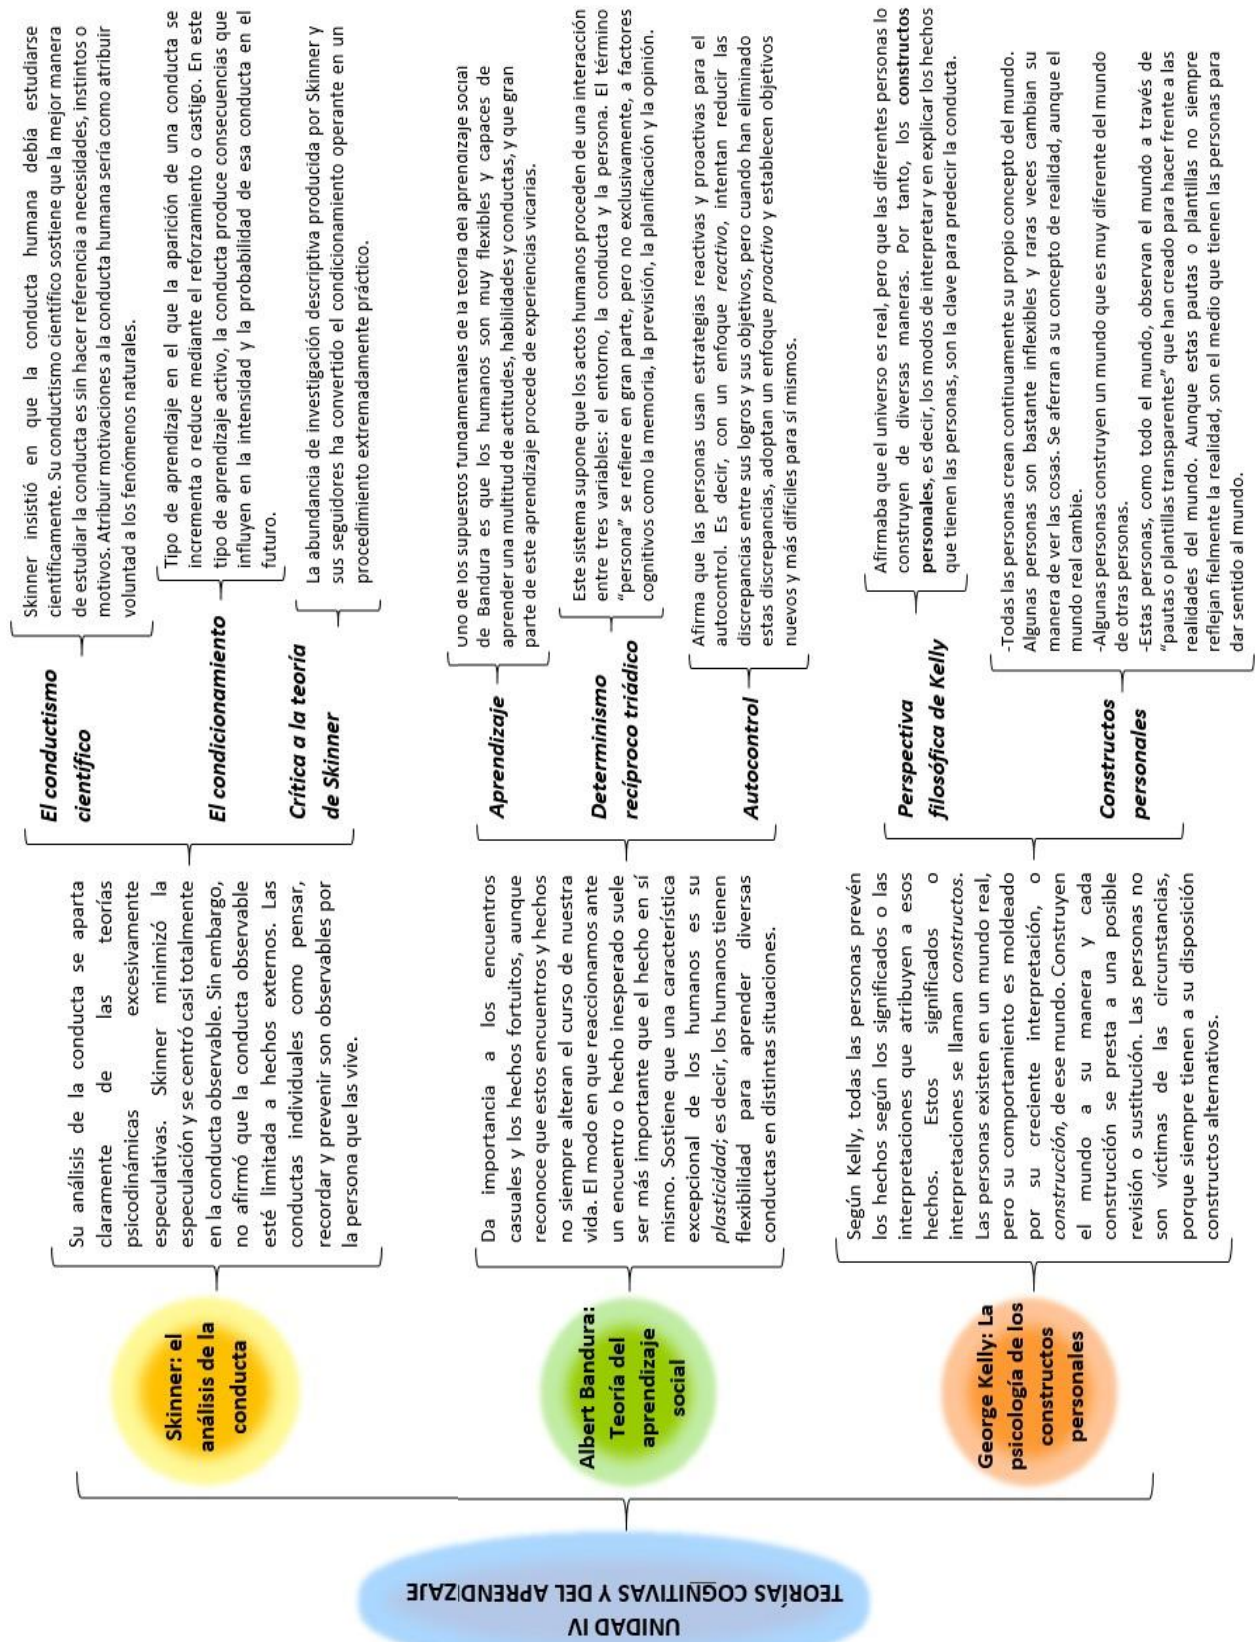 UNIDAD IV
TEORÍAS COGNITIVAS Y DEL APRENDIZAJE
Skinner: el
análisis de la
conducta
Su análisis de la conducta se aparta
claramente de las teorías
psicodinámicas excesivamente
especulativas. Skinner minimizó la
especulación y se centró casi totalmente
en la conducta observable. Sin embargo,
no afirmó que la conducta observable
esté limitada a hechos externos. Las
conductas individuales como pensar,
recordar y prevenir son observables por
la persona que las vive.
El conductismo
científico
Skinner insistió en que la conducta humana debía estudiarse
científicamente. Su conductismo científico sostiene que la mejor manera
de estudiar la conducta es sin hacer referencia a necesidades, instintos o
motivos. Atribuir motivaciones a la conducta humana sería como atribuir
voluntad a los fenómenos naturales.
El condicionamiento
Tipo de aprendizaje en el que la aparición de una conducta se
incrementa o reduce mediante el reforzamiento o castigo. En este
tipo de aprendizaje activo, la conducta produce consecuencias que
influyen en la intensidad y la probabilidad de esa conducta en el
futuro.
Crítica a la teoría
de Skinner
La abundancia de investigación descriptiva producida por Skinner y
sus seguidores ha convertido el condicionamiento operante en un
procedimiento extremadamente práctico.
Albert Bandura:
Teoría del
aprendizaje
social
Da importancia a los encuentros
casuales y los hechos fortuitos, aunque
reconoce que estos encuentros y hechos
no siempre alteran el curso de nuestra
vida. El modo en que reaccionamos ante
un encuentro o hecho inesperado suele
ser más importante que el hecho en sí
mismo. Sostiene que una característica
excepcional de los humanos es su
plasticidad; es decir, los humanos tienen
flexibilidad para aprender diversas
conductas en distintas situaciones.
Aprendizaje
Uno de los supuestos fundamentales de la teoría del aprendizaje social
de Bandura es que los humanos son muy flexibles y capaces de
aprender una multitud de actitudes, habilidades y conductas, y que gran
parte de este aprendizaje procede de experiencias vicarias.
Determinismo
recíproco triádico
Este sistema supone que los actos humanos proceden de una interacción
entre tres variables: el entorno, la conducta y la persona. El término
"persona" se refiere en gran parte, pero no exclusivamente, a factores
cognitivos como la memoria, la previsión, la planificación y la opinión.
Autocontrol
Afirma que las personas usan estrategias reactivas y proactivas para el
autocontrol. Es decir, con un enfoque reactivo, intentan reducir las
discrepancias entre sus logros y sus objetivos, pero cuando han eliminado
estas discrepancias, adoptan un enfoque proactivo y establecen objetivos
nuevos y más difíciles para sí mismos.
George Kelly: La
psicología de los
constructos
personales
Según Kelly, todas las personas prevén
los hechos según los significados o las
interpretaciones que atribuyen a esos
hechos. Estos significados o
interpretaciones se llaman constructos.
Las personas existen en un mundo real,
pero su comportamiento es moldeado
por su creciente interpretación, o
construcción, de ese mundo. Construyen
el mundo a su manera y cada
construcción se presta a una posible
revisión o sustitución. Las personas no
son víctimas de las circunstancias,
porque siempre tienen a su disposición
constructos alternativos.
Perspectiva
filosófica de Kelly
Afirmaba que el universo es real, pero que las diferentes personas lo
construyen de diversas maneras. Por tanto, los constructos
personales, es decir, los modos de interpretar y en explicar los hechos
que tienen las personas, son la clave para predecir la conducta.
Constructos
personales
-Todas las personas crean continuamente su propio concepto del mundo.
Algunas personas son bastante inflexibles y raras veces cambian su
manera de ver las cosas. Se aferran a su concepto de realidad, aunque el
mundo real cambie.
-Algunas personas construyen un mundo que es muy diferente del mundo
de otras personas.
-Estas personas, como todo el mundo, observan el mundo a través de
"pautas o plantillas transparentes" que han creado para hacer frente a las
realidades del mundo. Aunque estas pautas o plantillas no siempre
reflejan fielmente la realidad, son el medio que tienen las personas para
dar sentido al mundo.